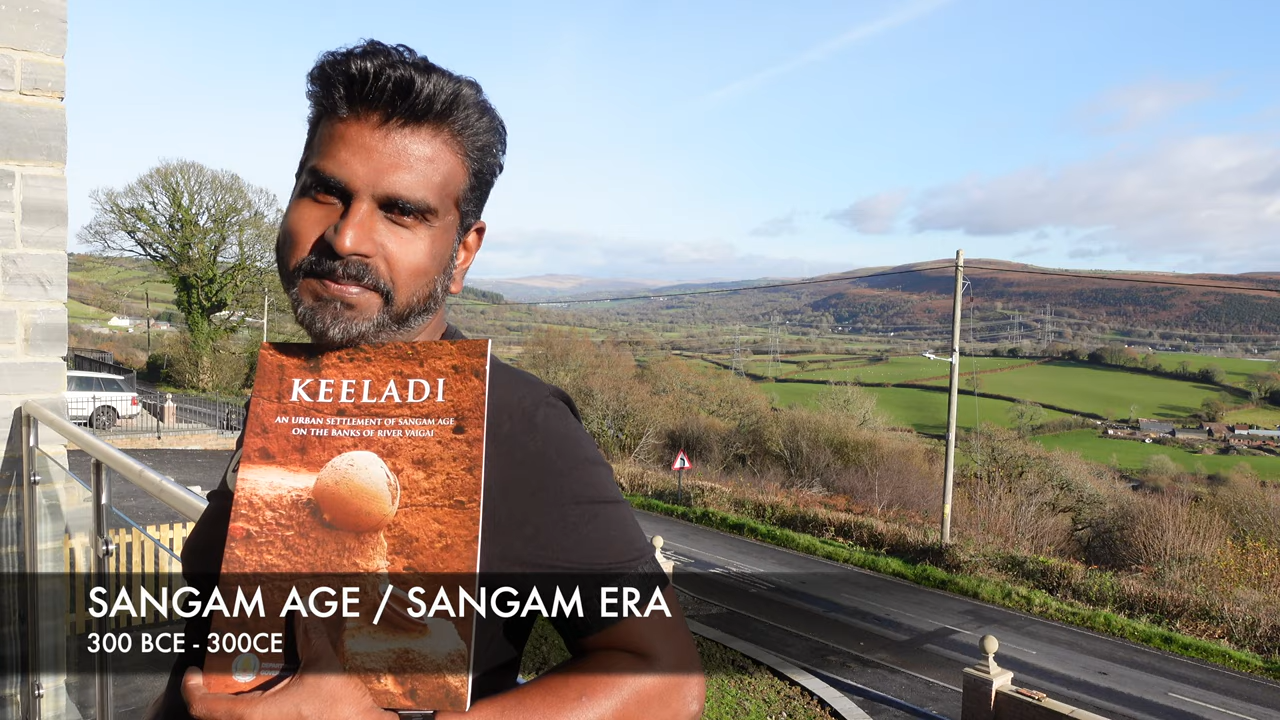 KEELADI
AN URBAN SETTLEMENT OF SANGAM AGE
ON THE BANKS OF RIVER VAIGAI
SANGAM AGE / SANGAM ERA
300 BCE - 300CE